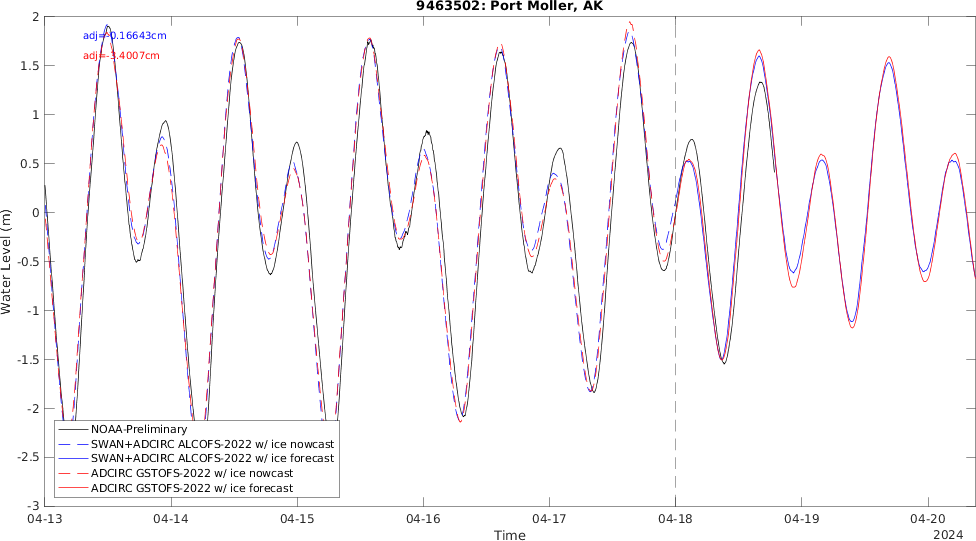 9463502: Port Moller, AK
2
1.5
1
0.5
0
-0.5
-1
-1.5
-2
-2.5
-3
Water Level (m)
adj=-0.16643cm
adj=-3.4007cm
NOAA-Preliminary
SWAN+ADCIRC ALCOFS-2022 w/ ice nowcast
SWAN+ADCIRC ALCOFS-2022 w/ ice forecast
ADCIRC GSTOFS-2022 w/ ice nowcast
ADCIRC GSTOFS-2022 w/ ice forecast
04-13 04-14 04-15 04-16 04-17 04-18 04-19 04-20
Time
2024